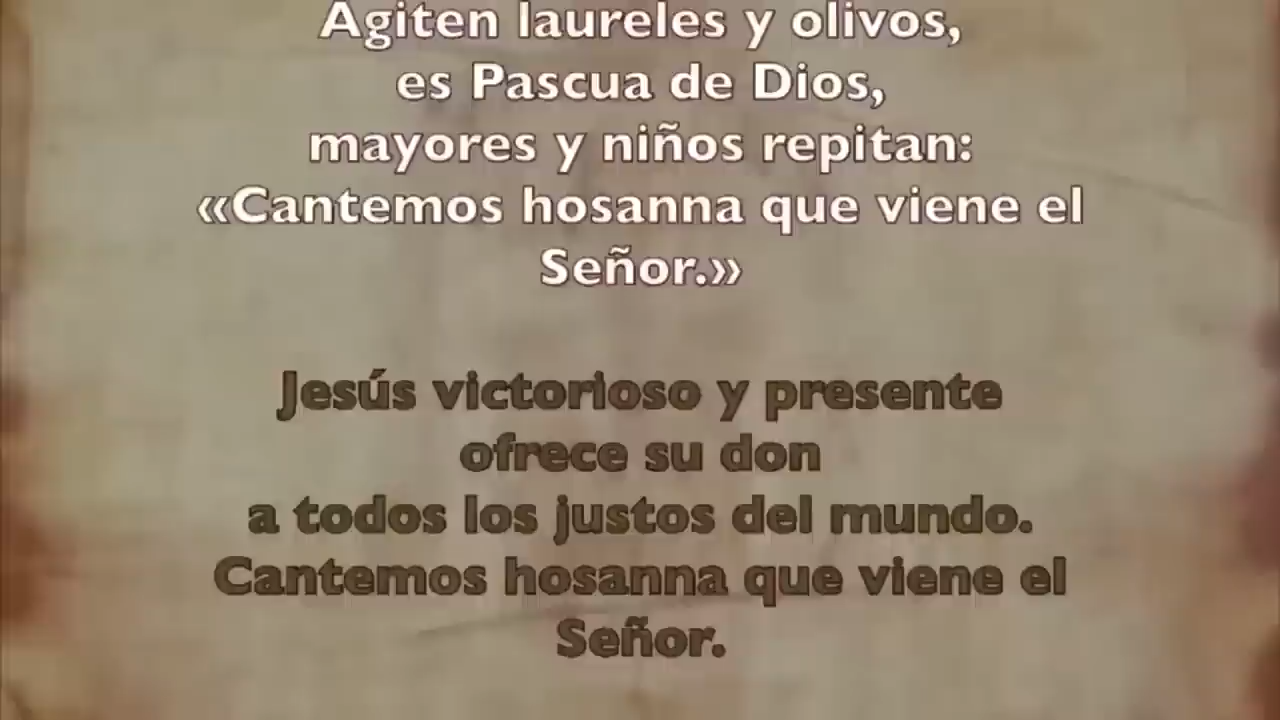 Agiten laureles y olivos,
es Pascua de Dios,
mayores y niños repitan:
«Cantemos hosanna que viene el
Señor.»
Jesús victorioso y presente
ofrece su don
a todos los justos del mundo.
Cantemos hosanna que viene el
Señor.